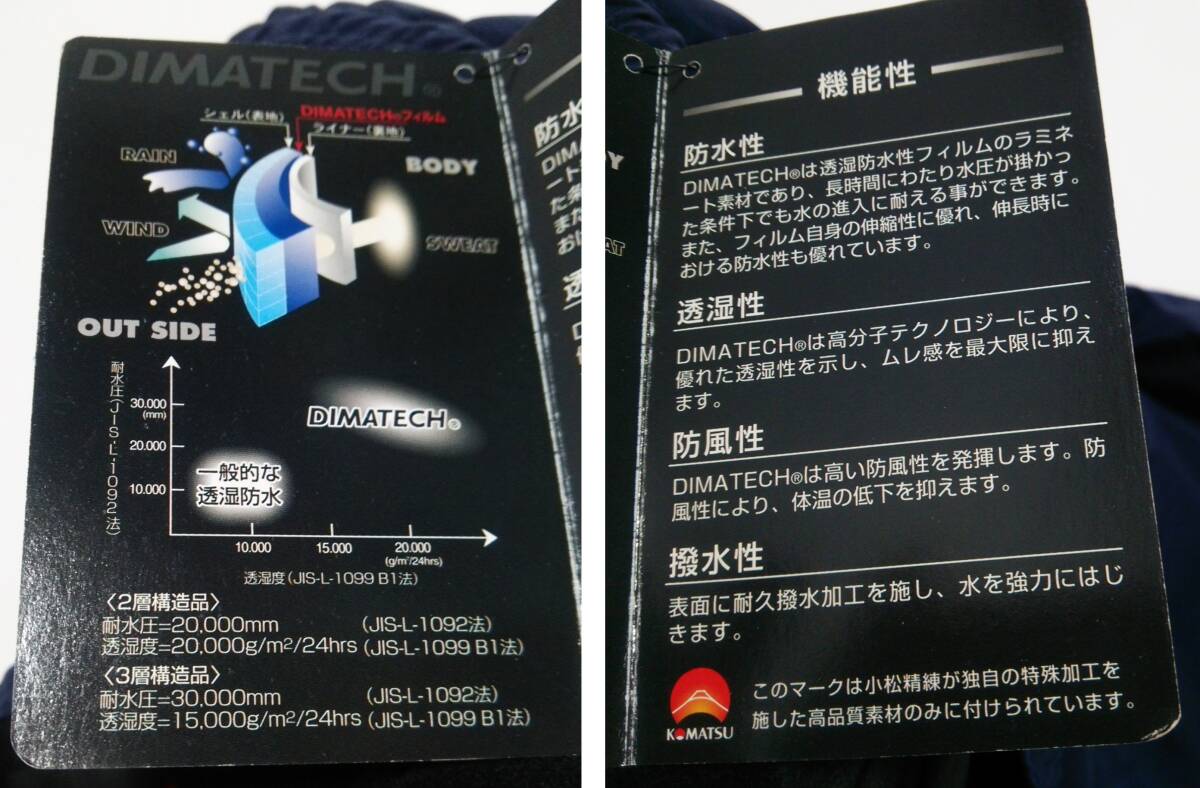 DIMATECH®
シェル(表地)
DIMATECH®フィルム
ライナー(裏地)
RAIN
BODY
WIND
SWEAT
OUT SIDE
耐水圧(JIS-L-1092法)
30.000
(mm)
20.000
10.000
DIMATECH®
一般的な
透湿防水
10.000
15.000
20.000
(g/m²/24hrs)
透湿度(JIS-L-1099 B1法)
〈2層構造品〉
耐水圧=20,000mm (JIS-L-1092法)
透湿度=20,000g/m²/24hrs (JIS-L-1099 B1法)
〈3層構造品〉
耐水圧=30,000mm (JIS-L-1092法)
透湿度=15,000g/m²/24hrs (JIS-L-1099 B1法)
機能性
防水性
DIMATECH®は透湿防水性フィルムのラミネ
ート素材であり、長時間にわたり水圧が掛かっ
た条件下でも水の進入に耐える事ができます。
また、フィルム自身の伸縮性に優れ、伸長時に
おける防水性も優れています。
透湿性
DIMATECH®は高分子テクノロジーにより、
優れた透湿性を示し、ムレ感を最大限に抑え
ます。
防風性
DIMATECH®は高い防風性を発揮します。防
風性により、体温の低下を抑えます。
撥水性
表面に耐久撥水加工を施し、水を強力にはじ
きます。
KOMATSU
このマークは小松精練が独自の特殊加工を
施した高品質素材のみに付けられています。